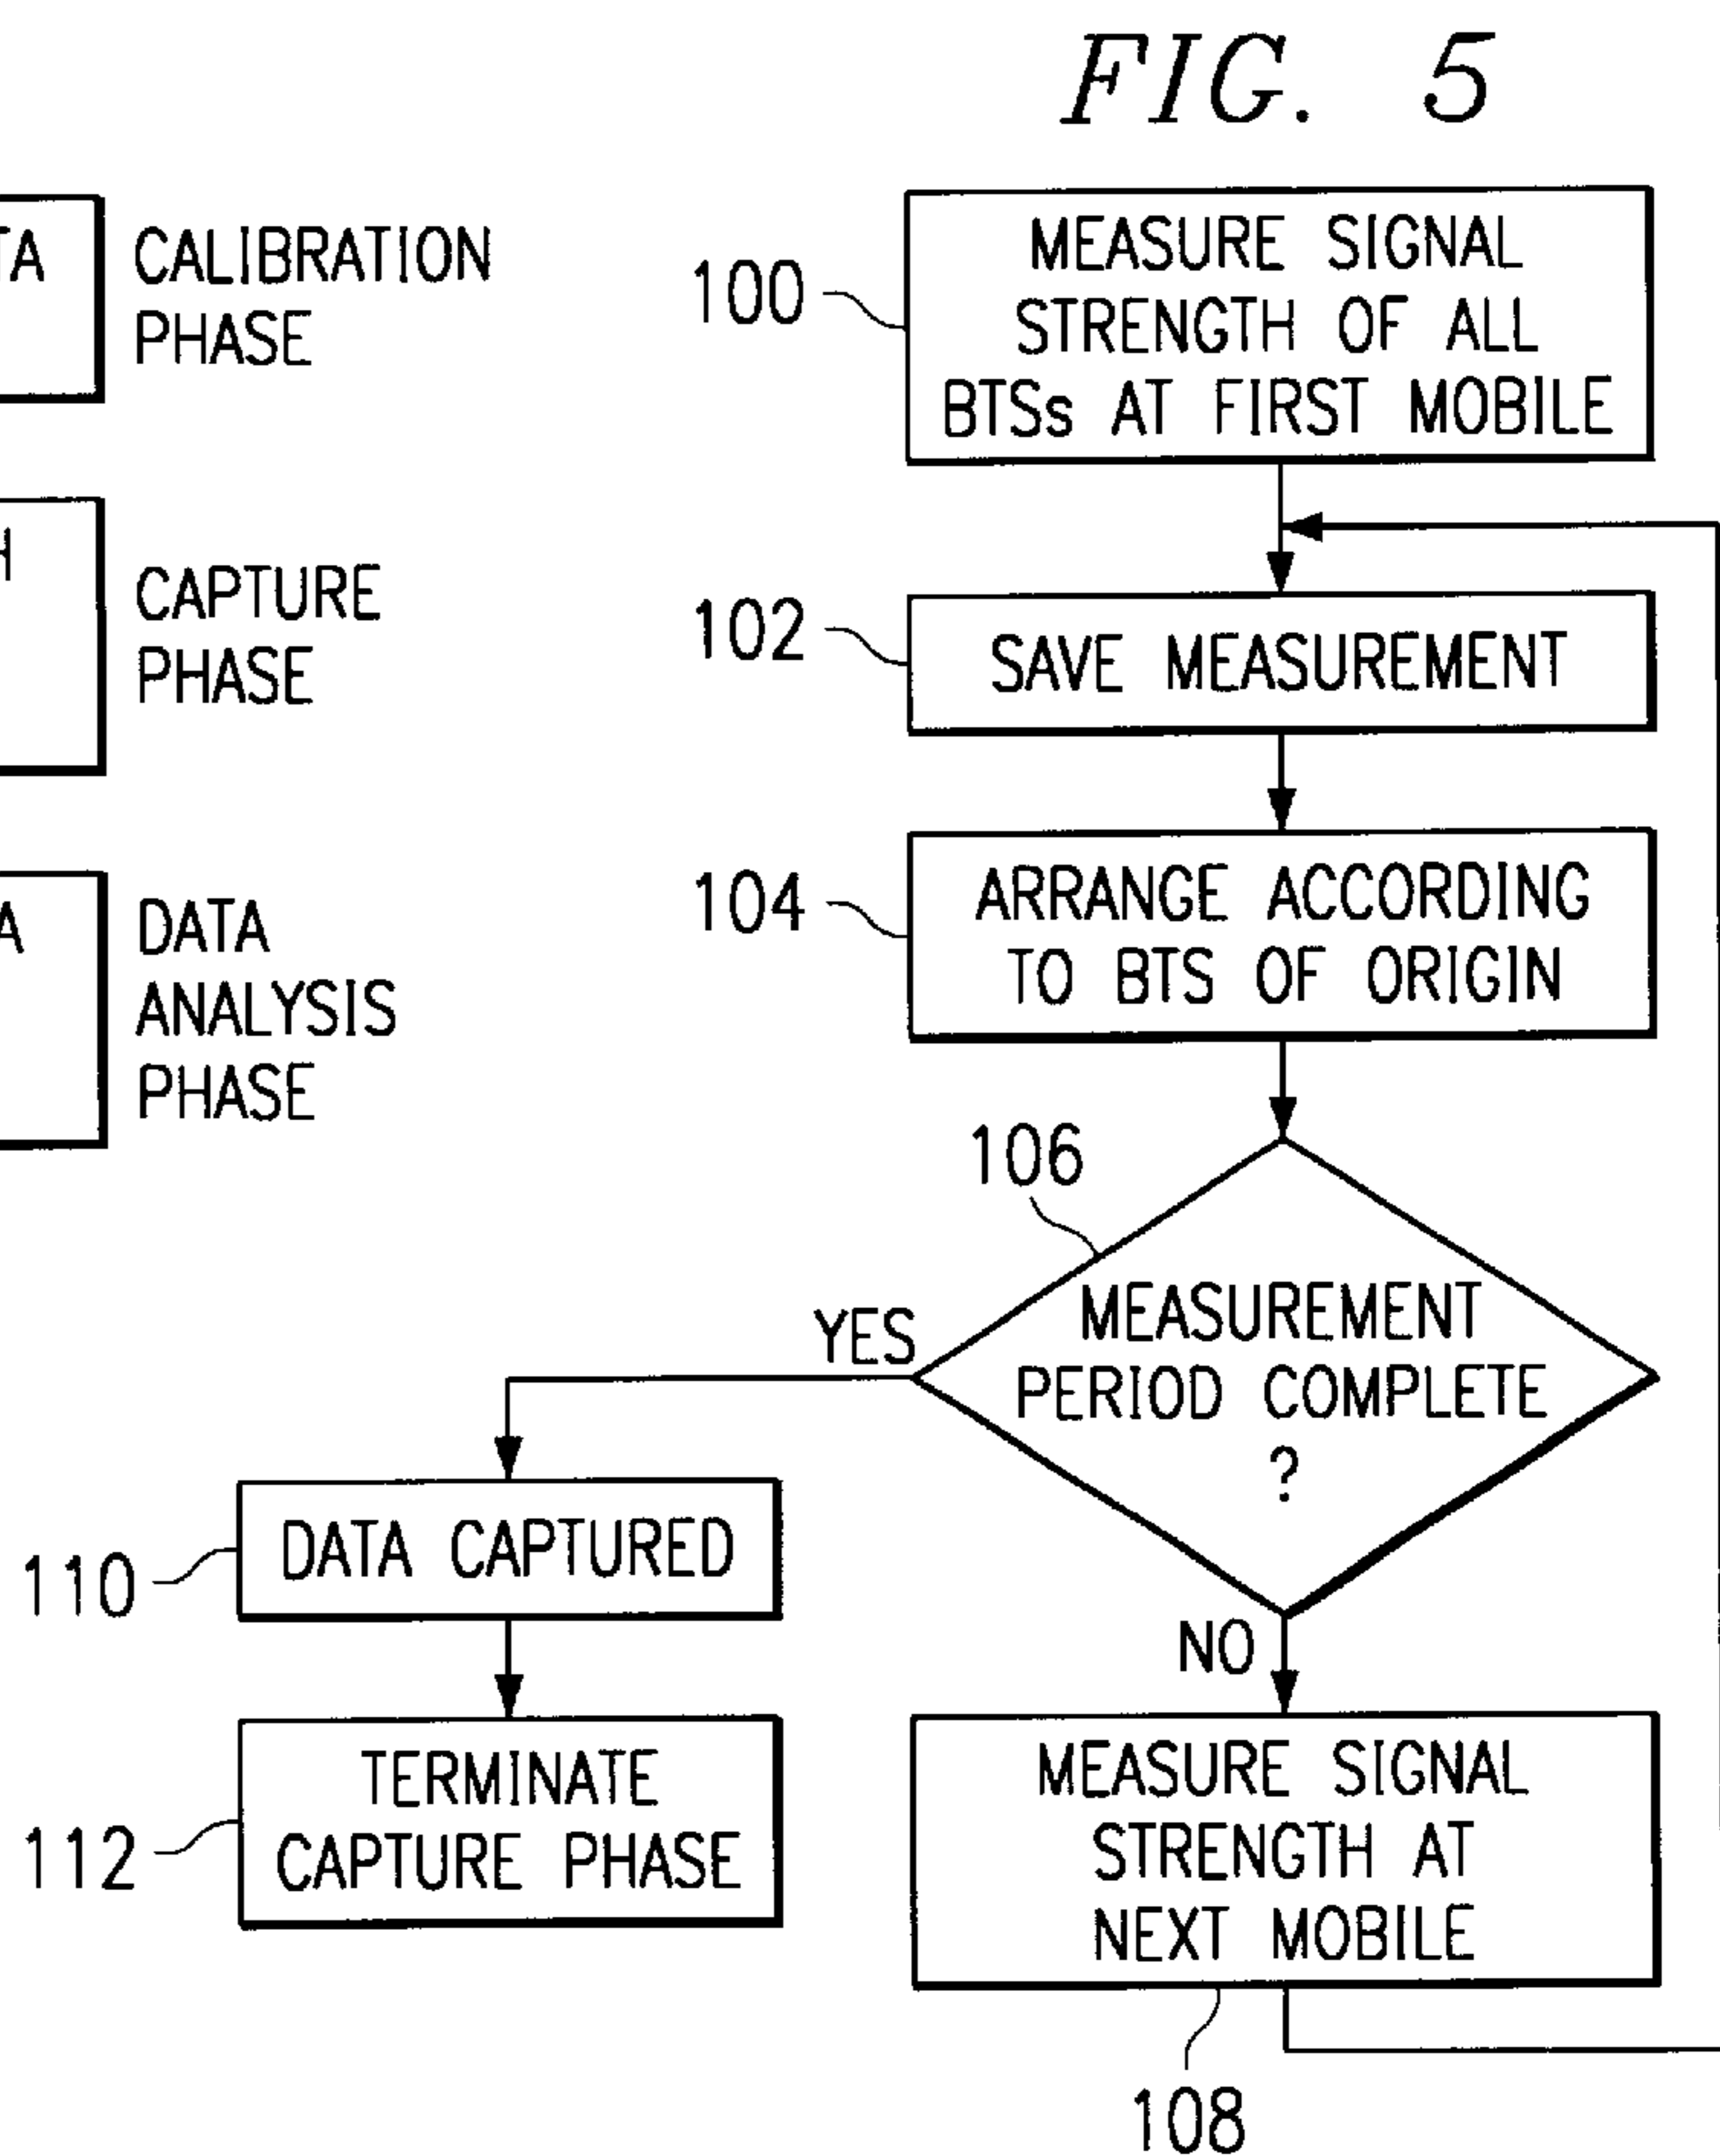 FIG. 5
CALIBRATION
PHASE
CAPTURE
PHASE
DATA
ANALYSIS
PHASE
100
MEASURE SIGNAL
STRENGTH OF ALL
BTSs AT FIRST MOBILE
102
SAVE MEASUREMENT
104
ARRANGE ACCORDING
TO BTS OF ORIGIN
106
MEASUREMENT
PERIOD COMPLETE
?
YES
110
DATA CAPTURED
112
TERMINATE
CAPTURE PHASE
NO
MEASURE SIGNAL
STRENGTH AT
NEXT MOBILE
108